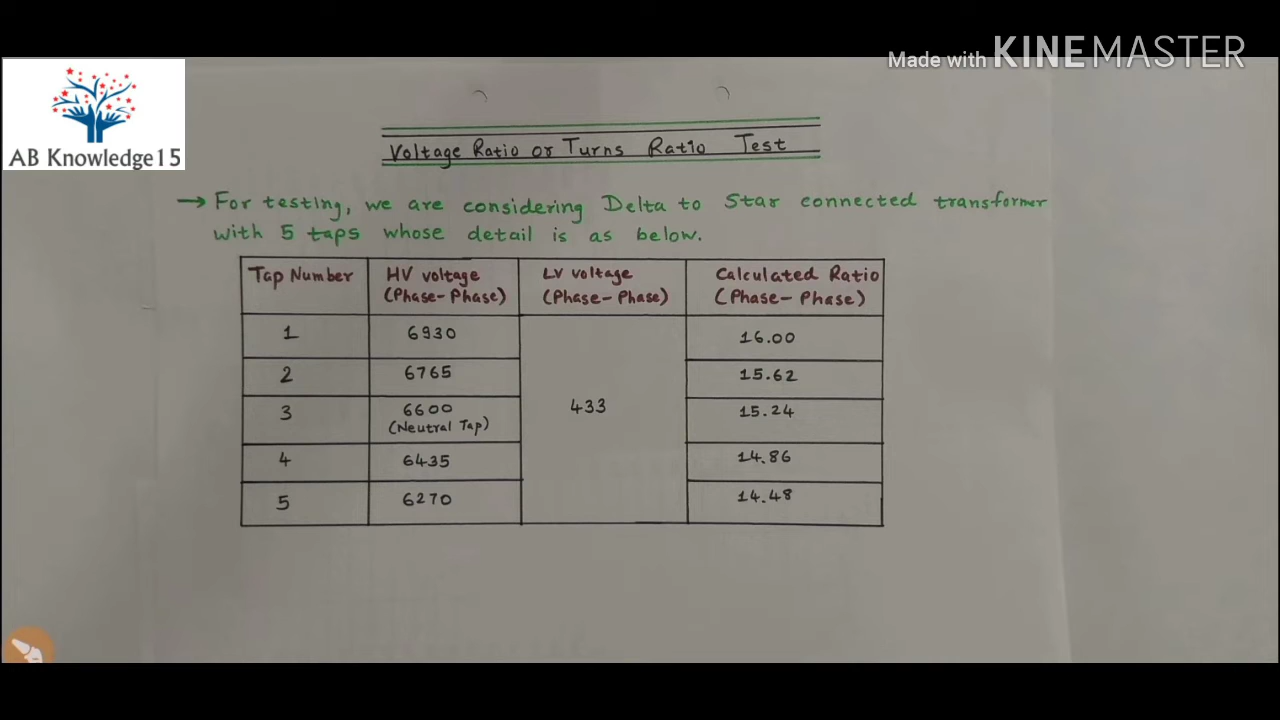 Made with KINEMASTER
AB Knowledge15
Voltage Ratio or Turns Ratio Test
→ For testing, we are considering Delta to Star connected transformer
with 5 taps whose detail is as below.
Tap Number HV voltage (Phase-Phase) LV voltage (Phase-Phase) Calculated Ratio (Phase-Phase)
1 6930 16.00
2 6765 15.62
3 6600 (Neutral Tap) 433 15.24
4 6435 14.86
5 6270 14.48